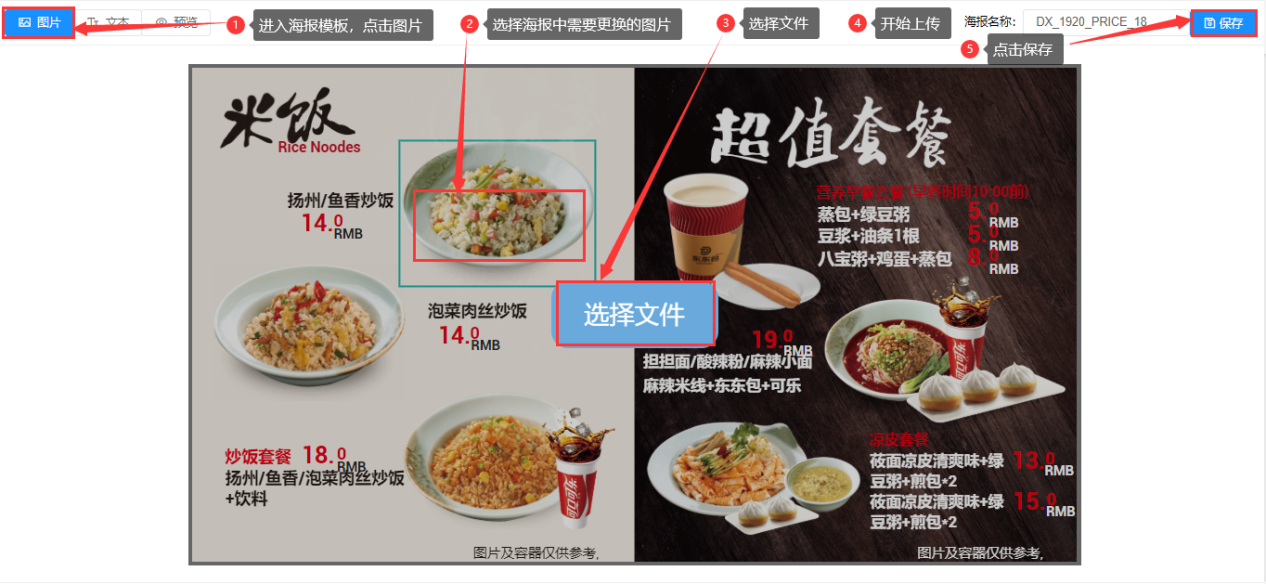 图片
文本
预览
1 进入海报模板，点击图片
2 选择海报中需要更换的图片
3 选择文件
4 开始上传
海报名称：
DX_1920_PRICE_18
保存
5 点击保存
米饭
Rice Noodes
扬州/鱼香炒饭
14.0
RMB
泡菜肉丝炒饭
14.0
RMB
选择文件
炒饭套餐 18.0
RMB
扬州/鱼香/泡菜肉丝炒饭
+饮料
可口可乐
图片及容器仅供参考,
超值套餐
营养早餐套餐 (早餐时间10:00前)
蒸包+绿豆粥 5.0
RMB
豆浆+油条1根 5.0
RMB
八宝粥+鸡蛋+蒸包 8.0
RMB
19.0
RMB
担担面/酸辣粉/麻辣小面
麻辣米线+东东包+可乐
可口可乐
凉皮套餐
莜面凉皮清爽味+绿 13.0
RMB
豆粥+煎包*2
莜面凉皮清爽味+绿 15.0
RMB
豆粥+煎包*2
图片及容器仅供参考,